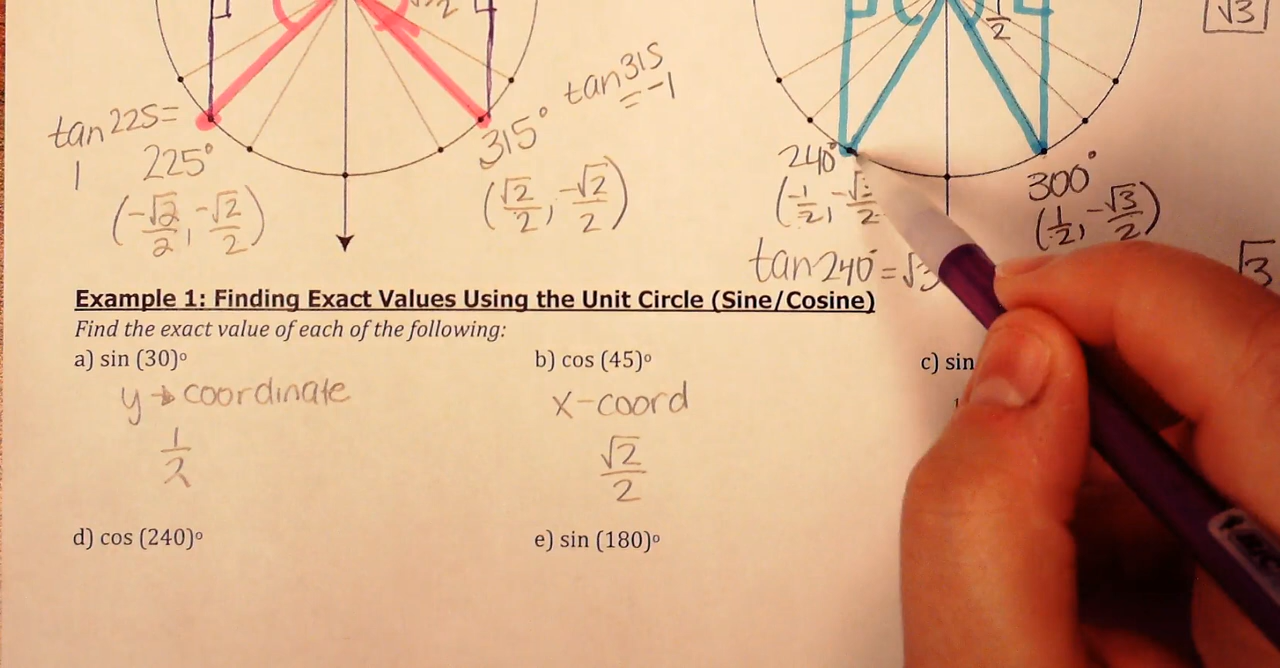 √3
1/2
tan 315
= -1
tan 225 =
1
225°
(-√2/2, -√2/2)
315°
(√2/2, -√2/2)
240°
300°
(1/2, -√3/2)
tan 240° = √3
√3
Example 1: Finding Exact Values Using the Unit Circle (Sine/Cosine)
Find the exact value of each of the following:
a) sin (30)º
b) cos (45)º
c) sin
y → coordinate
x-coord
1/2
√2/2
d) cos (240)º
e) sin (180)º